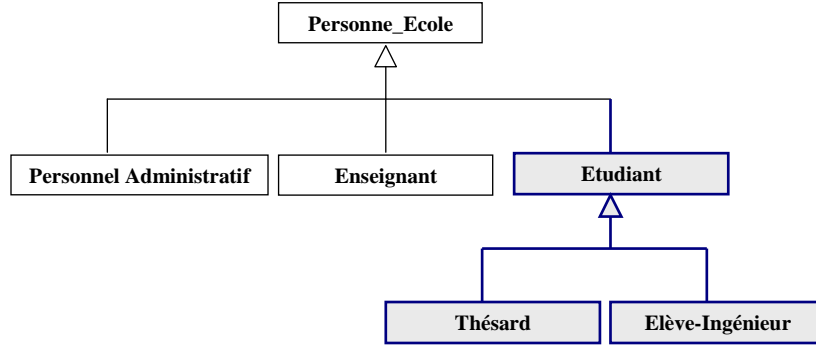 Personne_Ecole
Personnel Administratif
Enseignant
Etudiant
Thésard
Elève-Ingénieur